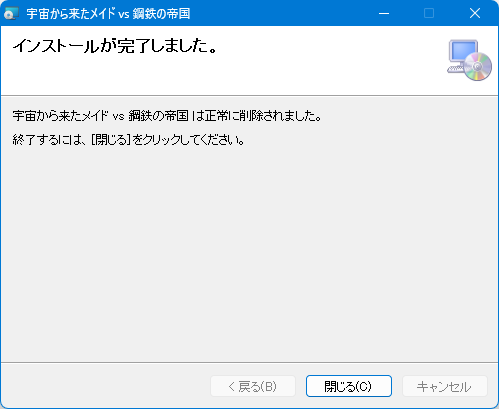 宇宙から来たメイド vs 鋼鉄の帝国
インストールが完了しました。
宇宙から来たメイド vs 鋼鉄の帝国 は正常に削除されました。
終了するには、[閉じる]をクリックしてください。
< 戻る(B)
閉じる(C)
キャンセル